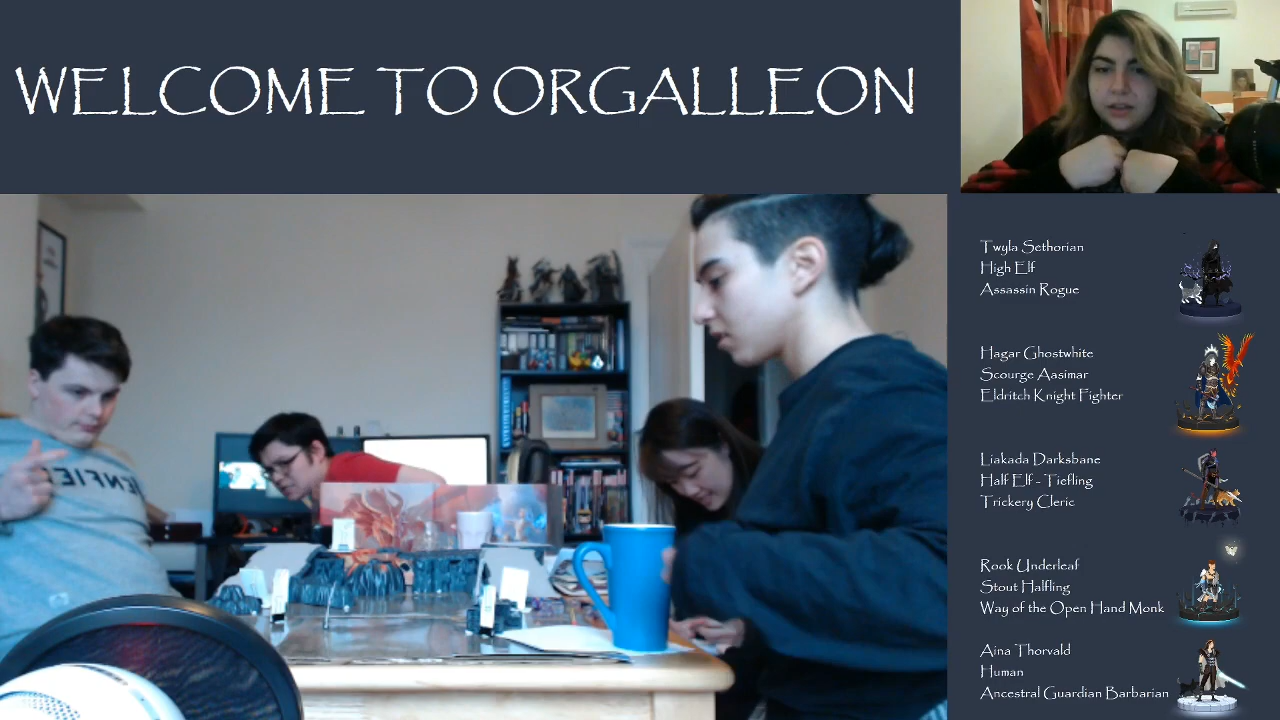 WELCOME TO ORGALLEON
Twyla Sethorian
High Elf
Assassin Rogue
Hagar Ghostwhite
Scourge Aasimar
Eldritch Knight Fighter
Liakada Darksbane
Half Elf - Tiefling
Trickery Cleric
Rook Underleaf
Stout Halfling
Way of the Open Hand Monk
Aina Thorvald
Human
Ancestral Guardian Barbarian